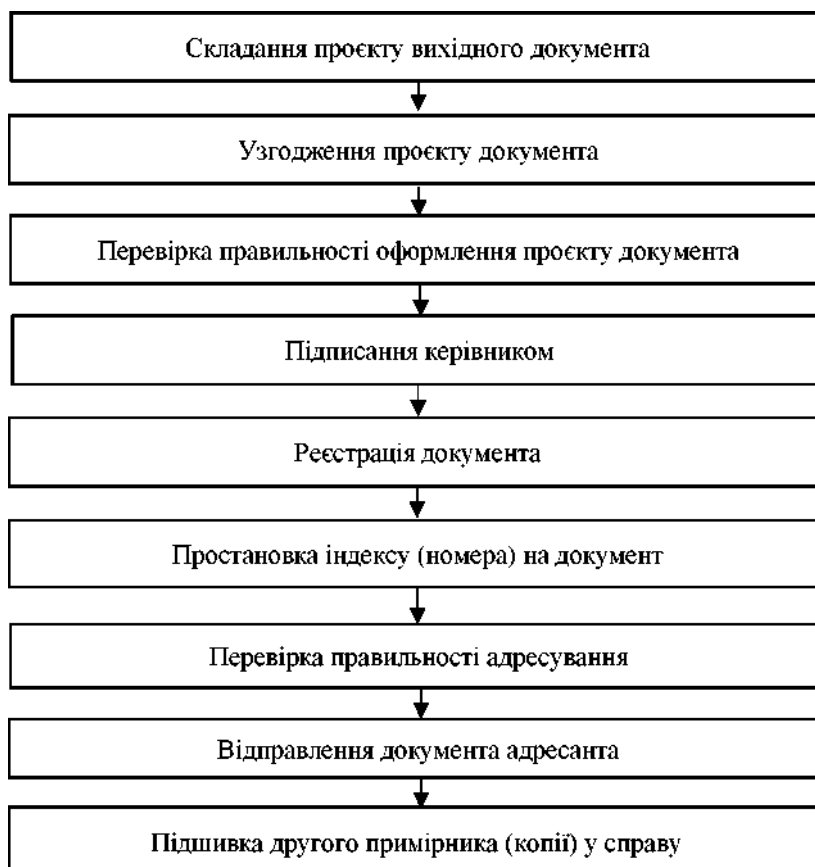 Складання проєкту вихідного документа
Узгодження проєкту документа
Перевірка правильності оформлення проєкту документа
Підписання керівником
Реєстрація документа
Простановка індексу (номера) на документ
Перевірка правильності адресування
Відправлення документа адресанта
Підшивка другого примірника (копії) у справу